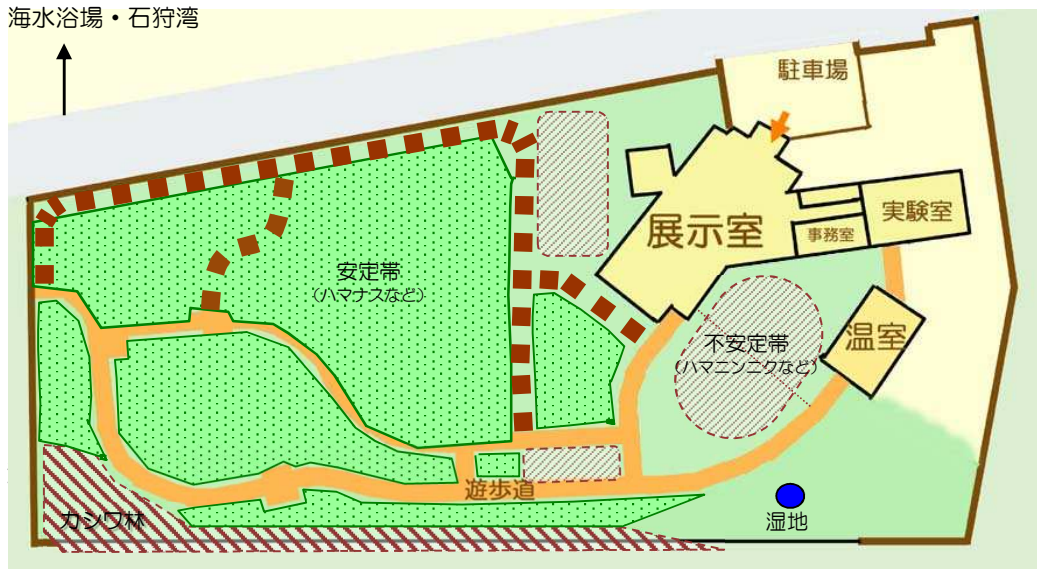 海水浴場・石狩湾
駐車場
展示室
事務室
実験室
安定帯
(ハマナスなど)
不安定帯
(ハマニンニクなど)
温室
遊歩道
カシワ林
湿地